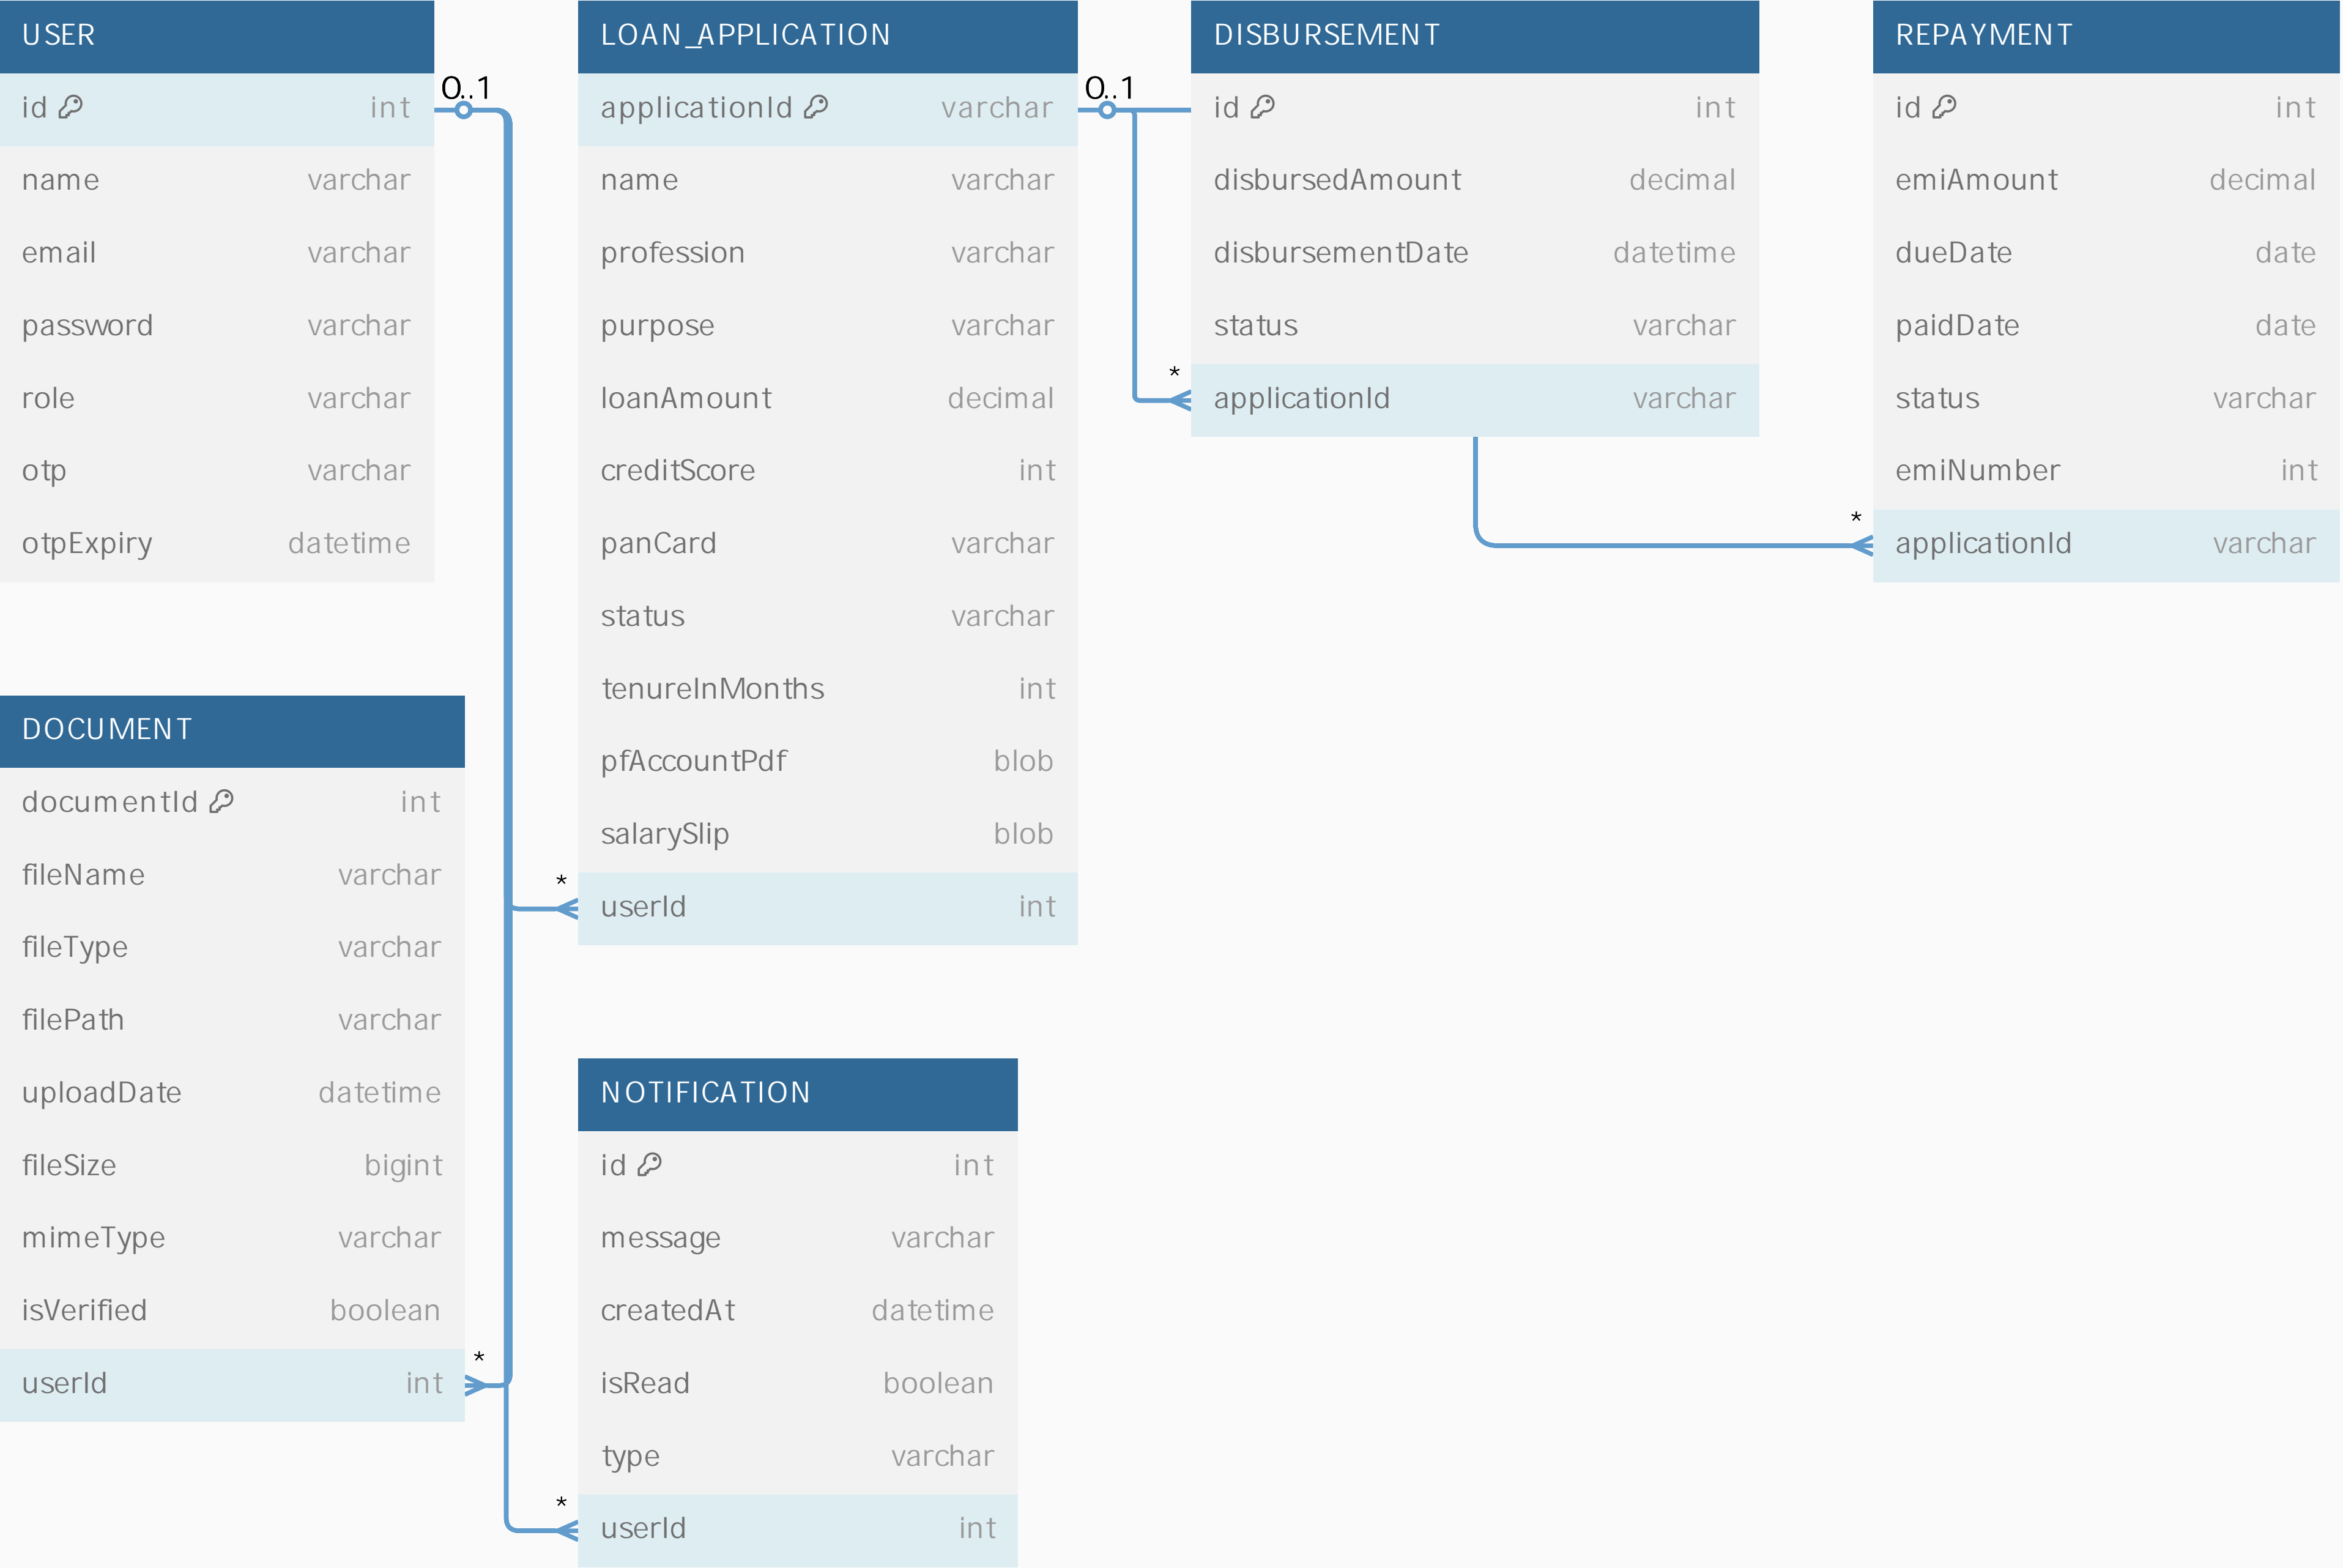 USER
id int
name varchar
email varchar
password varchar
role varchar
otp varchar
otpExpiry datetime
0..1
LOAN_APPLICATION
applicationId varchar
name varchar
profession varchar
purpose varchar
loanAmount decimal
creditScore int
panCard varchar
status varchar
tenureInMonths int
pfAccountPdf blob
salarySlip blob
* userId int
0..1
DISBURSEMENT
id int
disbursedAmount decimal
disbursementDate datetime
status varchar
* applicationId varchar
REPAYMENT
id int
emiAmount decimal
dueDate date
paidDate date
status varchar
emiNumber int
* applicationId varchar
DOCUMENT
documentId int
fileName varchar
fileType varchar
filePath varchar
uploadDate datetime
fileSize bigint
mimeType varchar
isVerified boolean
userId int *
NOTIFICATION
id int
message varchar
createdAt datetime
isRead boolean
type varchar
* userId int